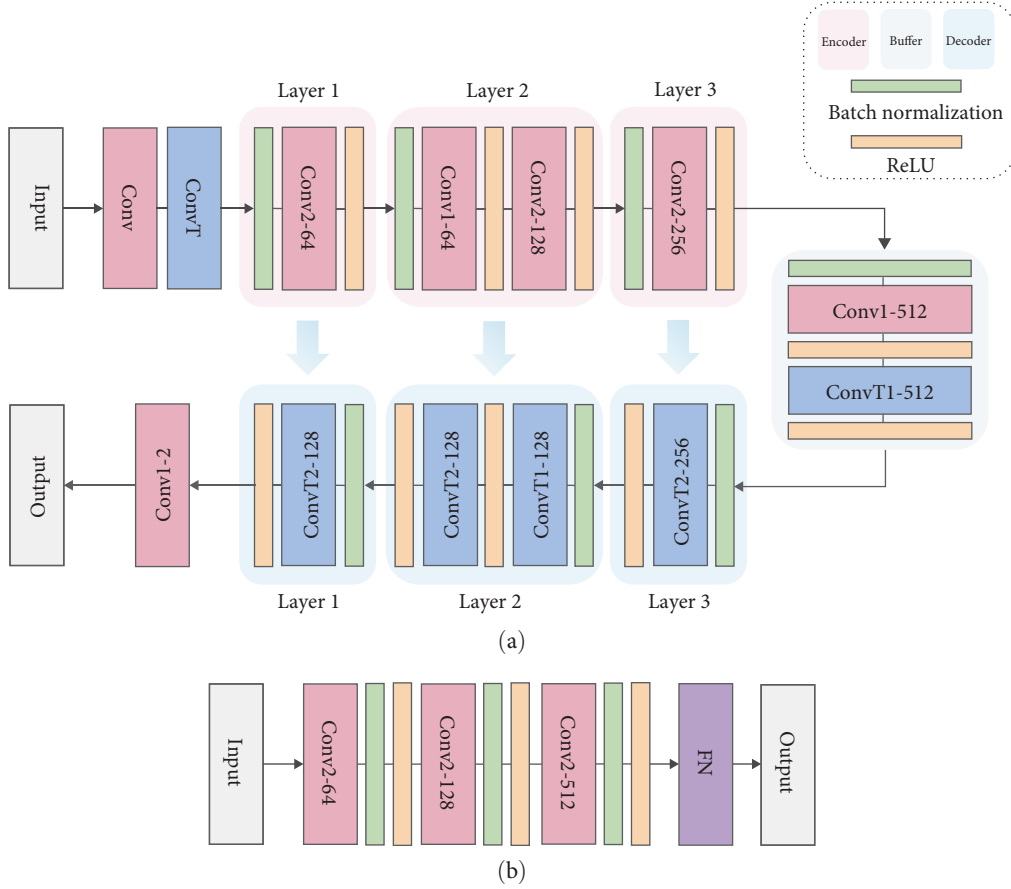 Encoder
Buffer
Decoder
Batch normalization
ReLU
Layer 1
Layer 2
Layer 3
Input
Conv
ConvT
Conv2-64
Conv1-64
Conv2-128
Conv2-256
Conv1-512
ConvT1-512
Output
Conv1-2
ConvT2-128
ConvT2-128
ConvT1-128
ConvT2-256
Layer 1
Layer 2
Layer 3
(a)
Input
Conv2-64
Conv2-128
Conv2-512
FN
Output
(b)